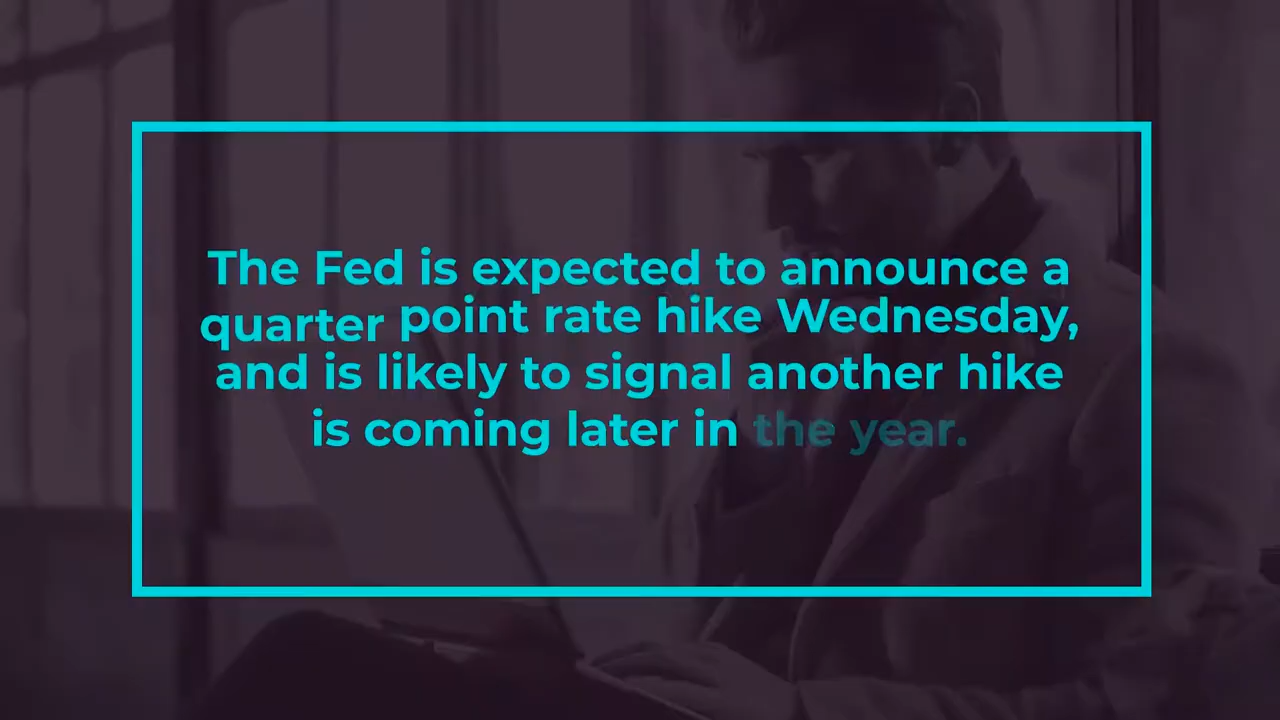 The Fed is expected to announce a
quarter point rate hike Wednesday,
and is likely to signal another hike
is coming later in the year.